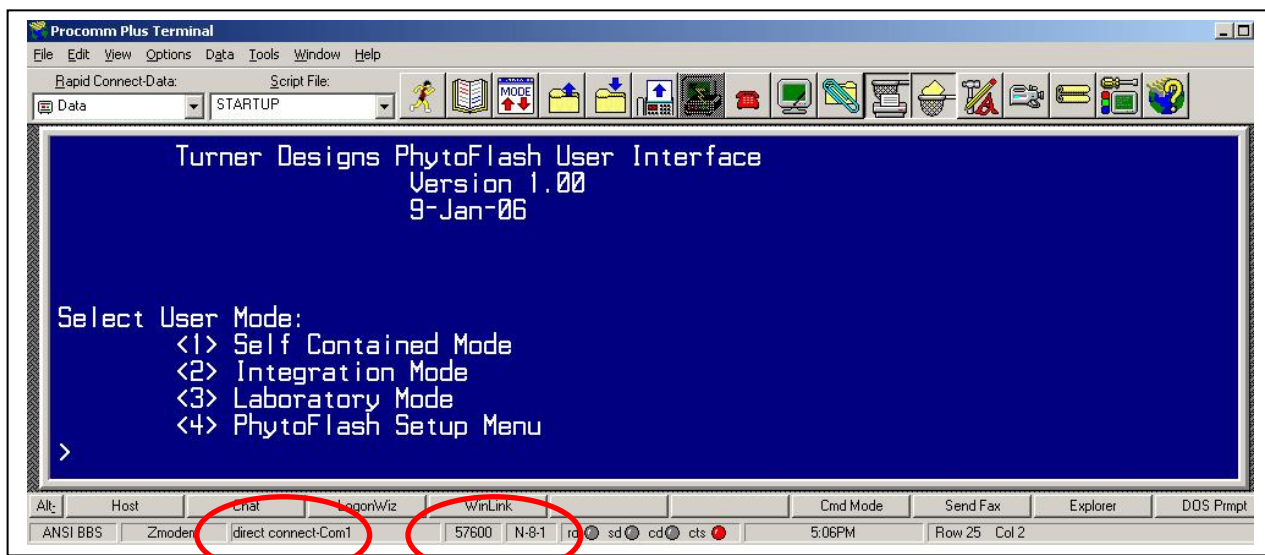 Procomm Plus Terminal
File Edit View Options Data Tools Window Help
Rapid Connect-Data: Script File:
Data STARTUP
MODE
Turner Designs PhytoFlash User Interface
Version 1.00
9-Jan-06
Select User Mode:
<1> Self Contained Mode
<2> Integration Mode
<3> Laboratory Mode
<4> PhytoFlash Setup Menu
>
Alt- Host Chat LogonWiz WinLink Cmd Mode Send Fax Explorer DOS Prmpt
ANSI BBS Zmodem direct connect-Com1 57600 N-8-1 rd sd cd cts 5:06PM Row 25 Col 2